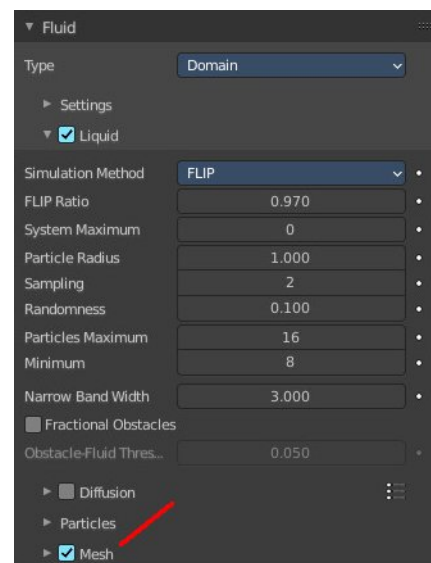 Fluid
Type Domain
Settings
Liquid
Simulation Method FLIP
FLIP Ratio 0.970
System Maximum 0
Particle Radius 1.000
Sampling 2
Randomness 0.100
Particles Maximum 16
Minimum 8
Narrow Band Width 3.000
Fractional Obstacles
Obstacle-Fluid Thres... 0.050
Diffusion
Particles
Mesh